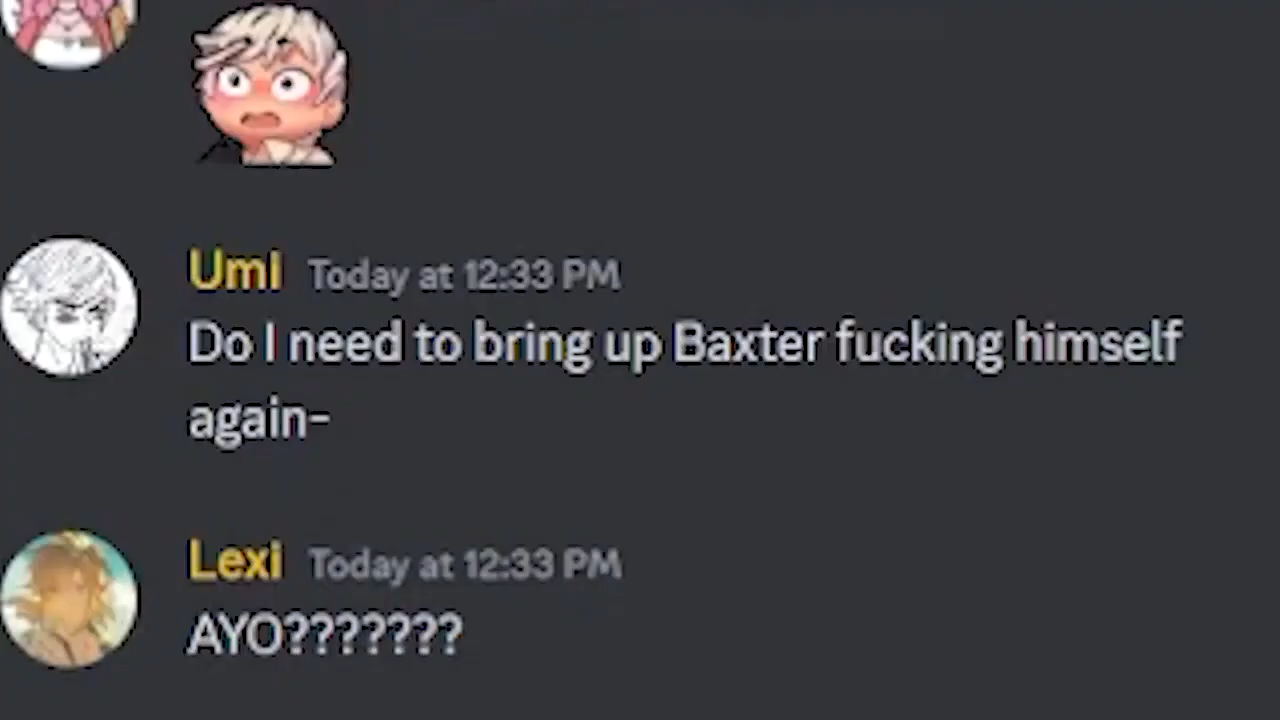 Umi Today at 12:33 PM
Do I need to bring up Baxter fucking himself
again-
Lexi Today at 12:33 PM
AYO???????